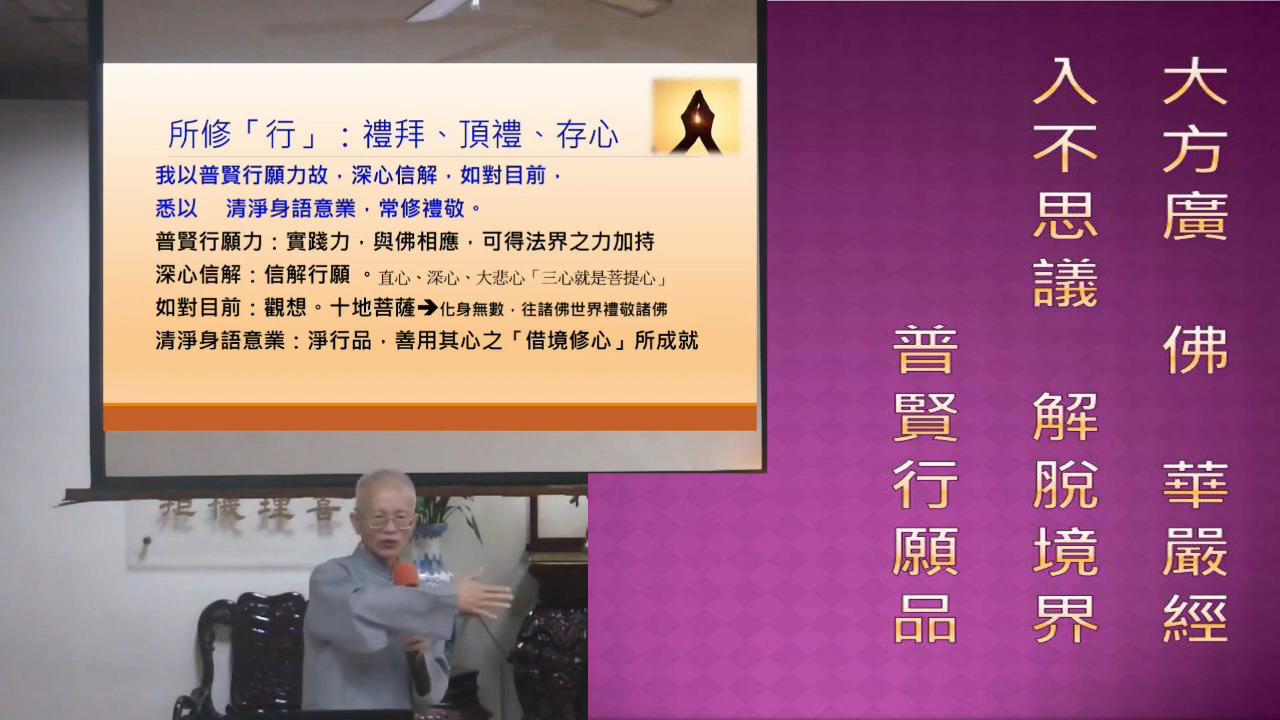 所修「行」：禮拜、頂禮、存心
我以普賢行願力故，深心信解，如對目前，
悉以　清淨身語意業，常修禮敬。
普賢行願力：實踐力，與佛相應，可得法界之力加持
深心信解：信解行願 。直心、深心、大悲心「三心就是菩提心」
如對目前：觀想。十地菩薩➔化身無數，往諸佛世界禮敬諸佛
清淨身語意業：淨行品，善用其心之「借境修心」所成就
大方廣　佛　華嚴經
入不思議　解脫境界
普賢行願品